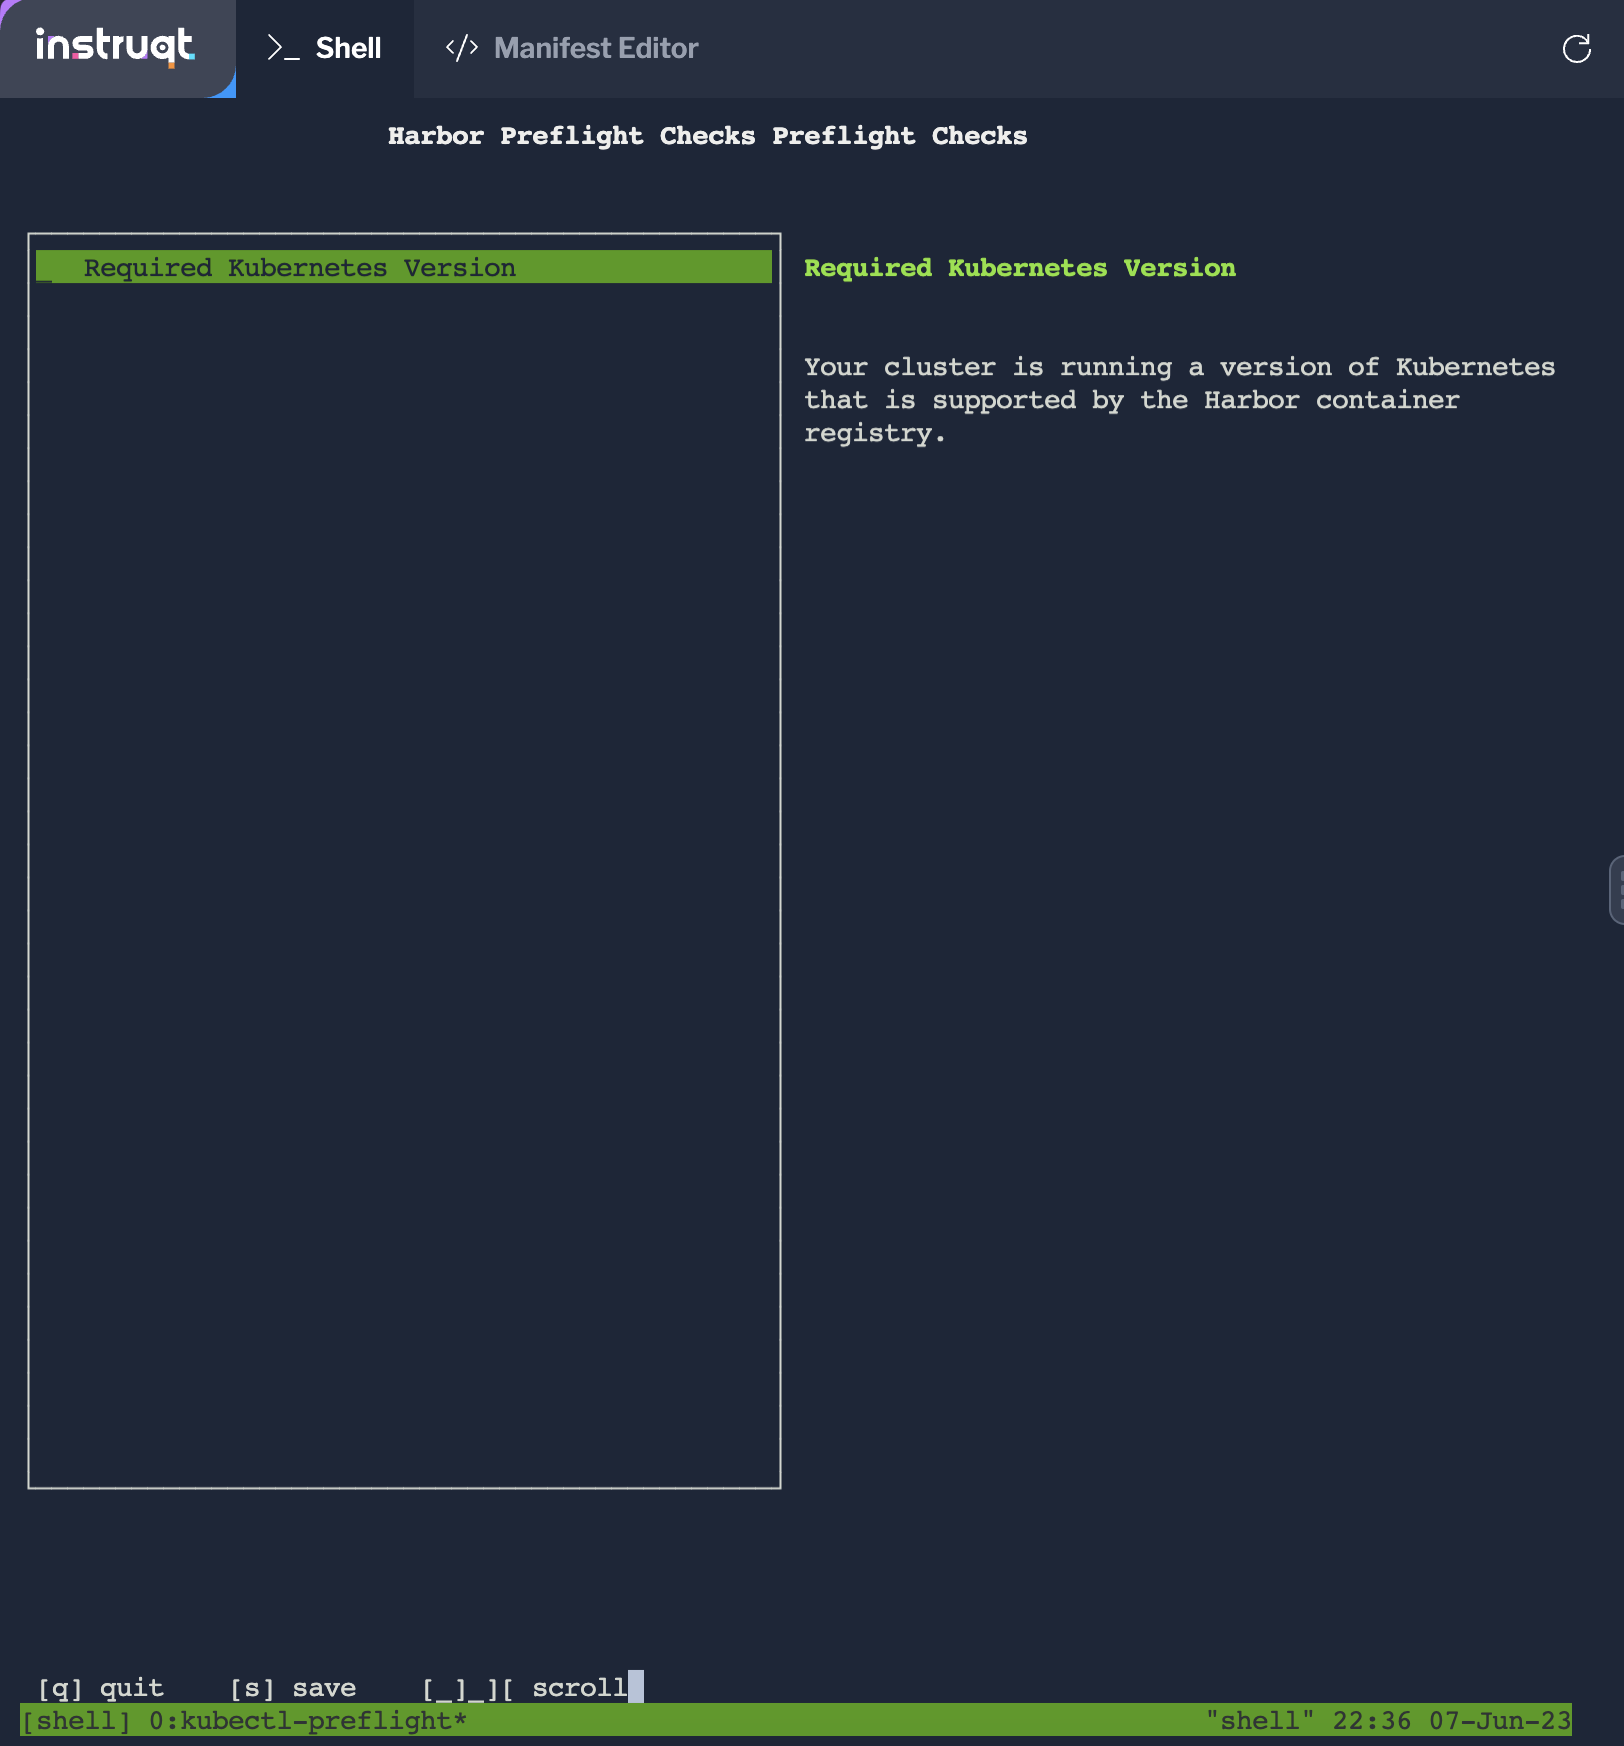 instruqt
>_ Shell
</> Manifest Editor
Harbor Preflight Checks Preflight Checks
_ Required Kubernetes Version
Required Kubernetes Version
Your cluster is running a version of Kubernetes
that is supported by the Harbor container
registry.
[q] quit [s] save [_]_][ scroll
[shell] 0:kubectl-preflight* "shell" 22:36 07-Jun-23